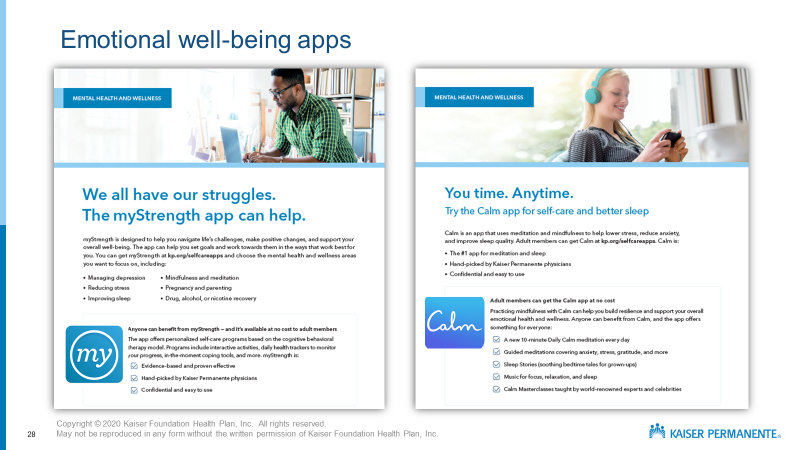 Emotional well-being apps
MENTAL HEALTH AND WELLNESS
We all have our struggles.
The myStrength app can help.
myStrength is designed to help you navigate life's challenges, make positive changes, and support your
overall well-being. The app can help you set goals and work towards them in the ways that work best for
you. You can get myStrength at kp.org/selfcareapps and choose the mental health and wellness areas
you want to focus on, including:
• Managing depression
• Reducing stress
• Improving sleep
• Mindfulness and meditation
• Pregnancy and parenting
• Drug, alcohol, or nicotine recovery
my
Anyone can benefit from myStrength — and it's available at no cost to adult members
The app offers personalized self-care programs based on the cognitive behavioral
therapy model. Programs include interactive activities, daily health trackers to monitor
your progress, in-the-moment coping tools, and more. myStrength is:
Evidence-based and proven effective
Hand-picked by Kaiser Permanente physicians
Confidential and easy to use
MENTAL HEALTH AND WELLNESS
You time. Anytime.
Try the Calm app for self-care and better sleep
Calm is an app that uses meditation and mindfulness to help lower stress, reduce anxiety,
and improve sleep quality. Adult members can get Calm at kp.org/selfcareapps. Calm is:
• The #1 app for meditation and sleep
• Hand-picked by Kaiser Permanente physicians
• Confidential and easy to use
Calm
Adult members can get the Calm app at no cost
Practicing mindfulness with Calm can help you build resilience and support your overall
emotional health and wellness. Anyone can benefit from Calm, and the app offers
something for everyone:
A new 10-minute Daily Calm meditation every day
Guided meditations covering anxiety, stress, gratitude, and more
Sleep Stories (soothing bedtime tales for grown-ups)
Music for focus, relaxation, and sleep
Calm Masterclasses taught by world-renowned experts and celebrities
28
Copyright © 2020 Kaiser Foundation Health Plan, Inc. All rights reserved.
May not be reproduced in any form without the written permission of Kaiser Foundation Health Plan, Inc.
KAISER PERMANENTE®